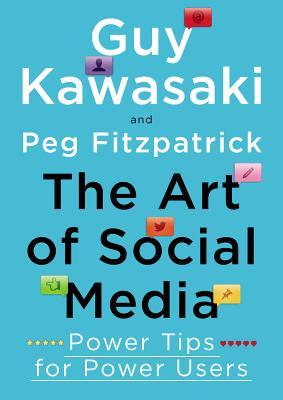 Guy
Kawasaki
and
Peg Fitzpatrick
The Art
of Social
Media
Power Tips
for Power Users